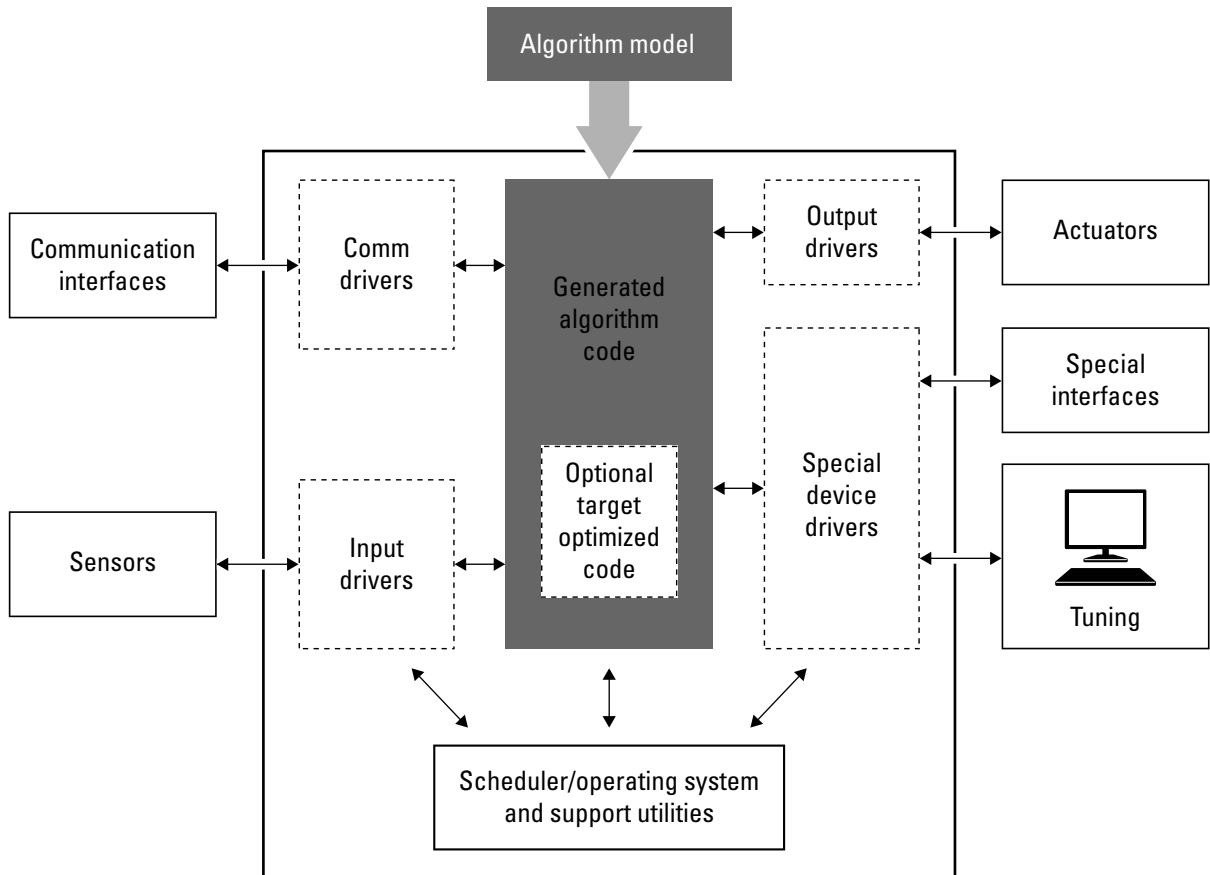 Algorithm model
Communication
interfaces
Comm
drivers
Generated
algorithm
code
Output
drivers
Actuators
Special
interfaces
Sensors
Input
drivers
Optional
target
optimized
code
Special
device
drivers
Tuning
Scheduler/operating system
and support utilities